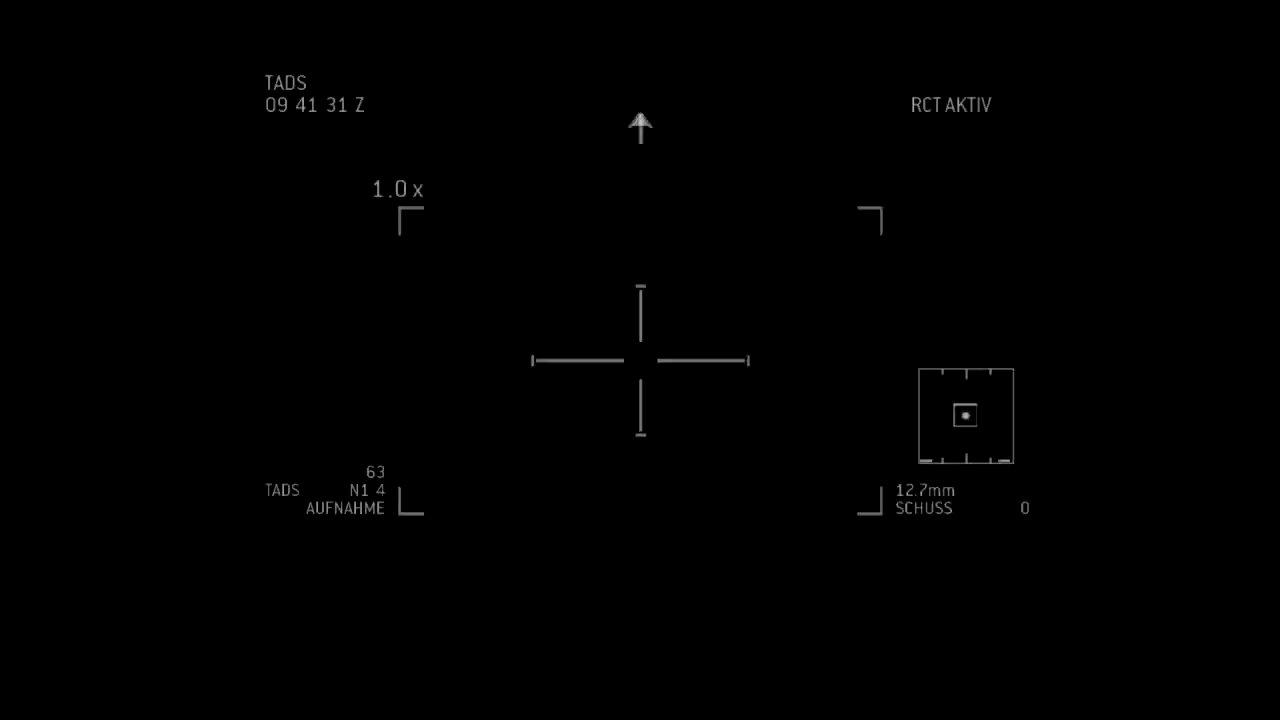 TADS
09 41 31 Z
RCT AKTIV
1.0 x
63
TADS N1 4
AUFNAHME
12.7mm
SCHUSS 0